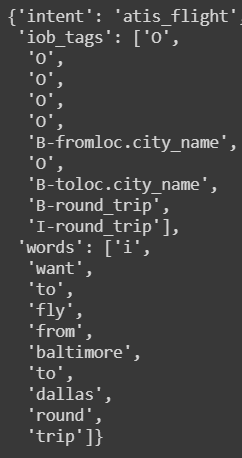 {'intent': 'atis_flight',
'iob_tags': ['O',
'O',
'O',
'O',
'O',
'B-fromloc.city_name',
'O',
'B-toloc.city_name',
'B-round_trip',
'I-round_trip'],
'words': ['i',
'want',
'to',
'fly',
'from',
'baltimore',
'to',
'dallas',
'round',
'trip']}